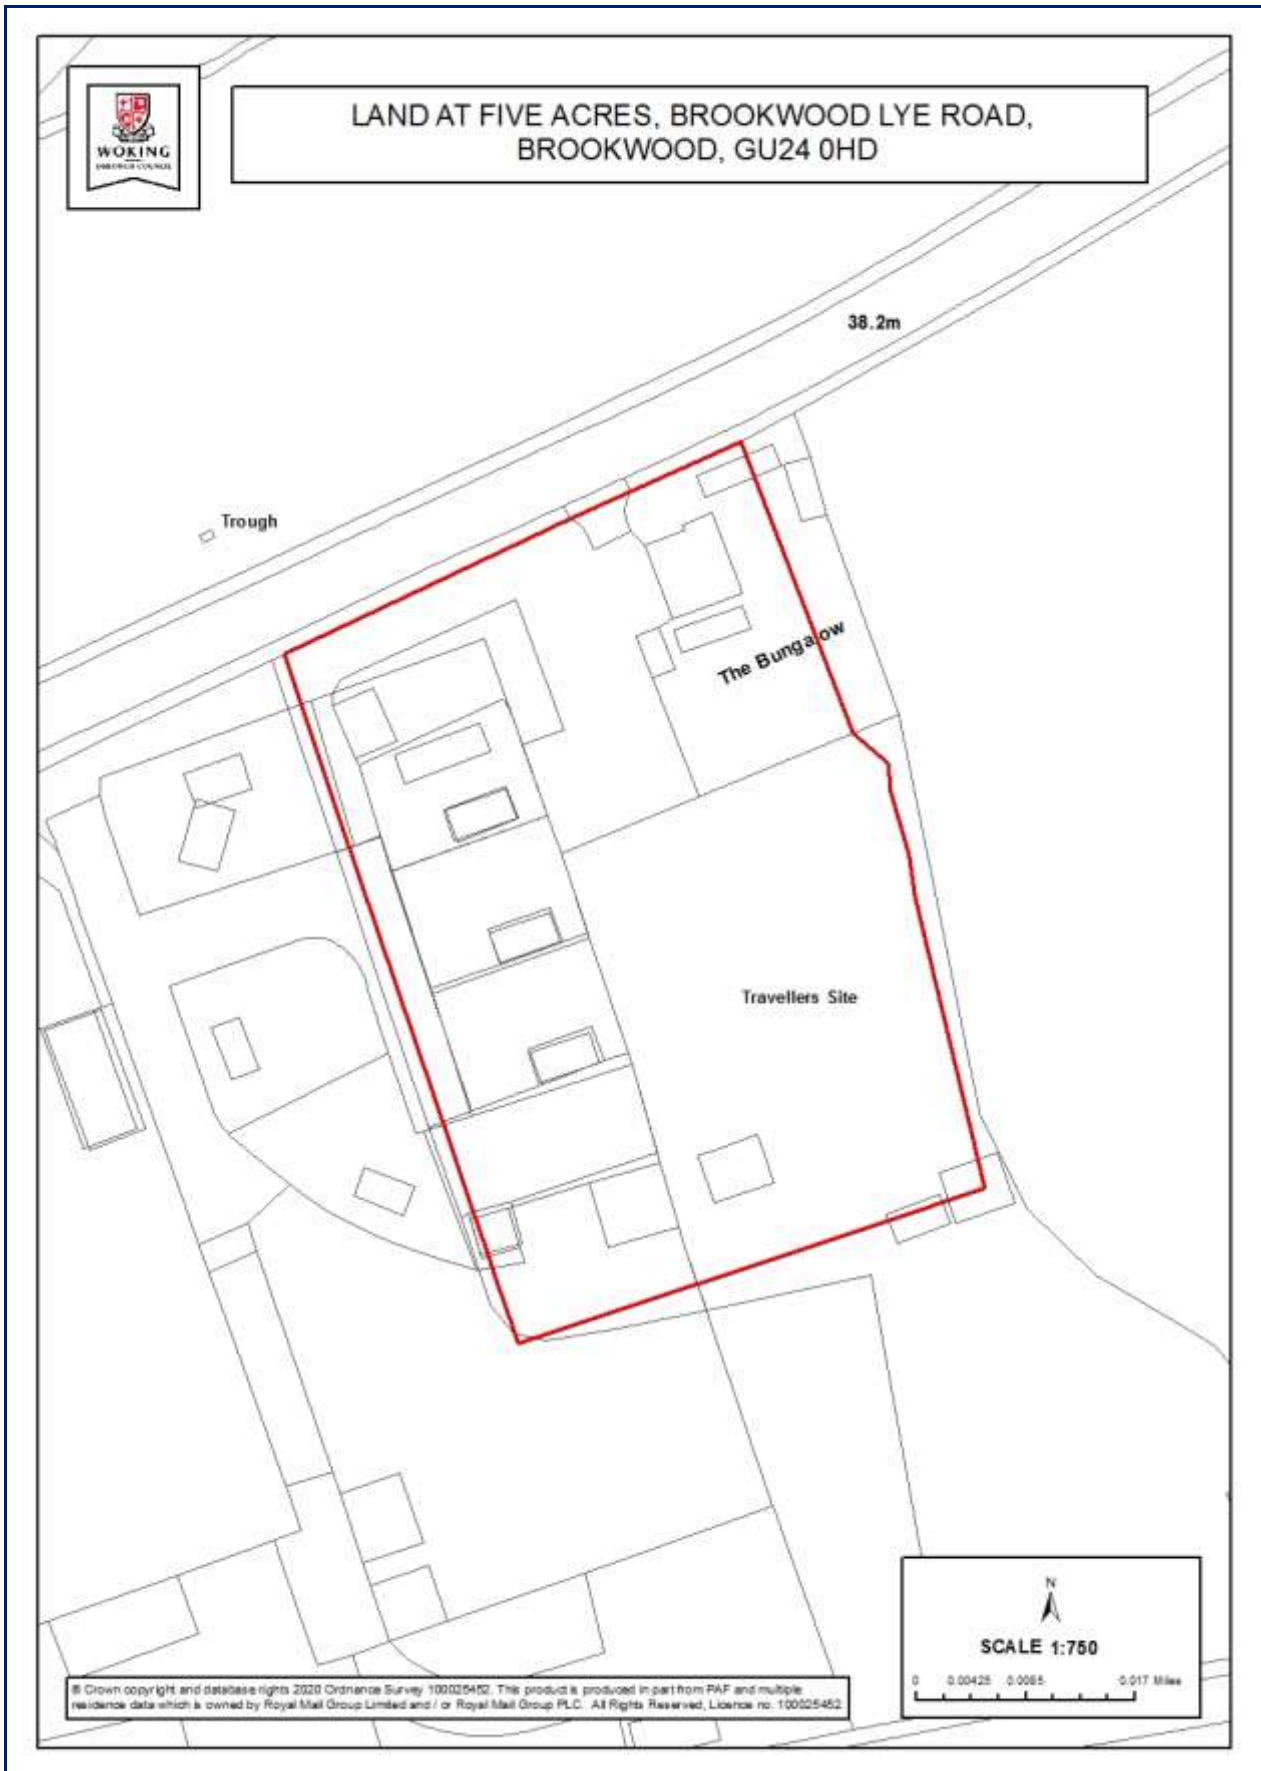 WOKING
BOROUGH COUNCIL
LAND AT FIVE ACRES, BROOKWOOD LYE ROAD,
BROOKWOOD, GU24 0HD
38.2m
Trough
The Bungalow
Travellers Site
N
SCALE 1:750
0 0.00425 0.0085 0.017 Miles
® Crown copyright and database rights 2020 Ordnance Survey 100025452. This product is produced in part from PAF and multiple
residence data which is owned by Royal Mail Group Limited and / or Royal Mail Group PLC. All Rights Reserved, Licence no. 100025452